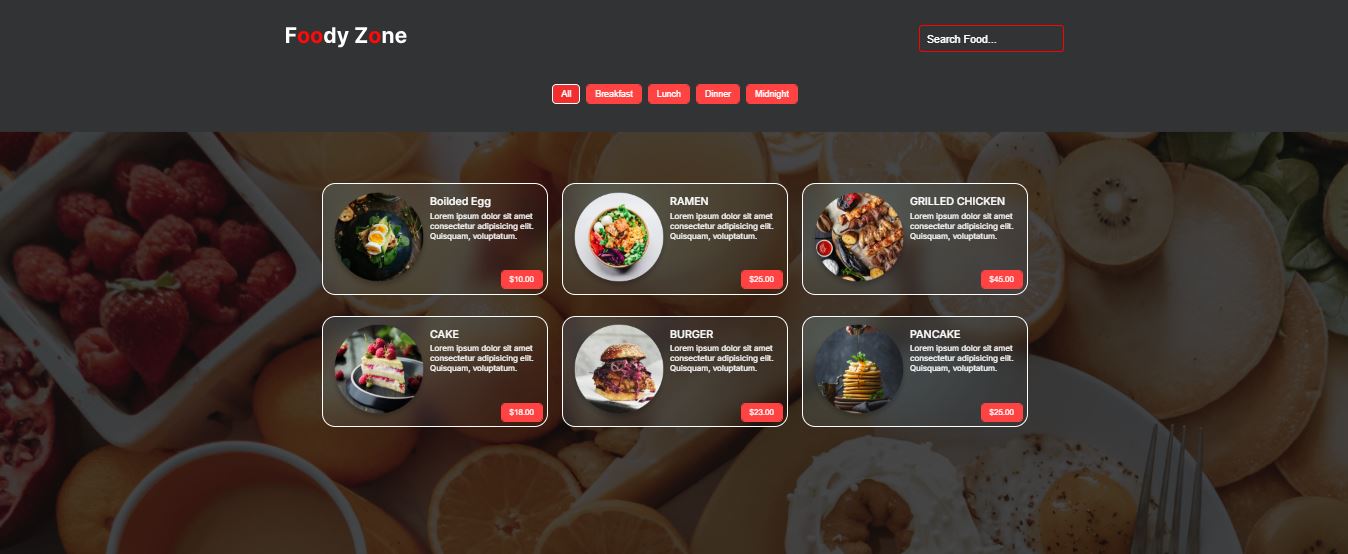 Foody Zone
Search Food...
All Breakfast Lunch Dinner Midnight
Boilded Egg
Lorem ipsum dolor sit amet
consectetur adipisicing elit.
Quisquam, voluptatum.
$10.00
RAMEN
Lorem ipsum dolor sit amet
consectetur adipisicing elit.
Quisquam, voluptatum.
$25.00
GRILLED CHICKEN
Lorem ipsum dolor sit amet
consectetur adipisicing elit.
Quisquam, voluptatum.
$45.00
CAKE
Lorem ipsum dolor sit amet
consectetur adipisicing elit.
Quisquam, voluptatum.
$18.00
BURGER
Lorem ipsum dolor sit amet
consectetur adipisicing elit.
Quisquam, voluptatum.
$23.00
PANCAKE
Lorem ipsum dolor sit amet
consectetur adipisicing elit.
Quisquam, voluptatum.
$25.00